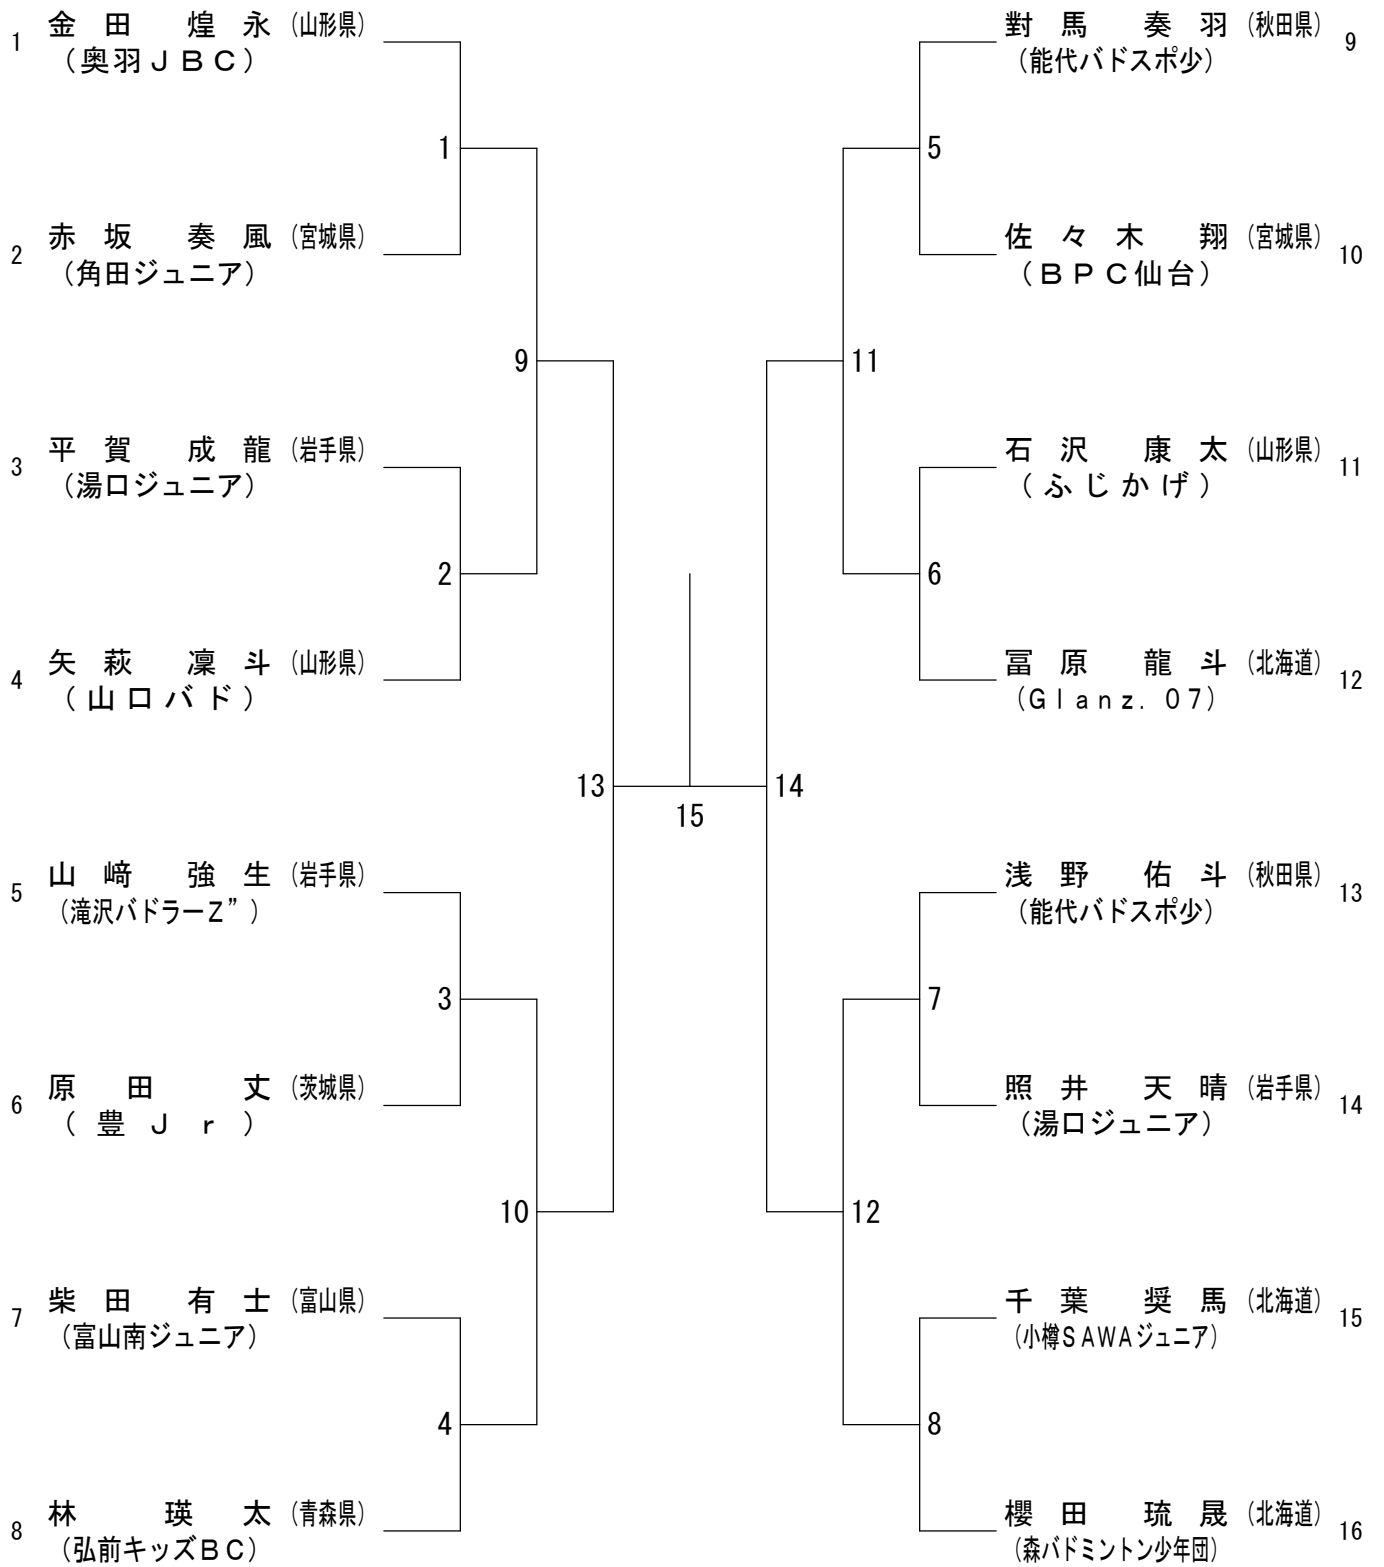 1 金田 煌永 (山形県)
(奥羽JBC)
1
2 赤坂 奏風 (宮城県)
(角田ジュニア)
9
3 平賀 成龍 (岩手県)
(湯口ジュニア)
2
4 矢萩 凜斗 (山形県)
(山口バド)
13
5 山﨑 強生 (岩手県)
(滝沢バドラーZ”)
3
6 原田 丈 (茨城県)
(豊Jr)
10
7 柴田 有士 (富山県)
(富山南ジュニア)
4
8 林 瑛太 (青森県)
(弘前キッズBC)
15
對馬 奏羽 (秋田県) 9
(能代バドスポ少)
5
佐々木 翔 (宮城県) 10
(BPC仙台)
11
石沢 康太 (山形県) 11
(ふじかげ)
6
冨原 龍斗 (北海道) 12
(Glanz.07)
14
浅野 佑斗 (秋田県) 13
(能代バドスポ少)
7
照井 天晴 (岩手県) 14
(湯口ジュニア)
12
千葉 奨馬 (北海道) 15
(小樽SAWAジュニア)
8
櫻田 琉晟 (北海道) 16
(森バドミントン少年団)